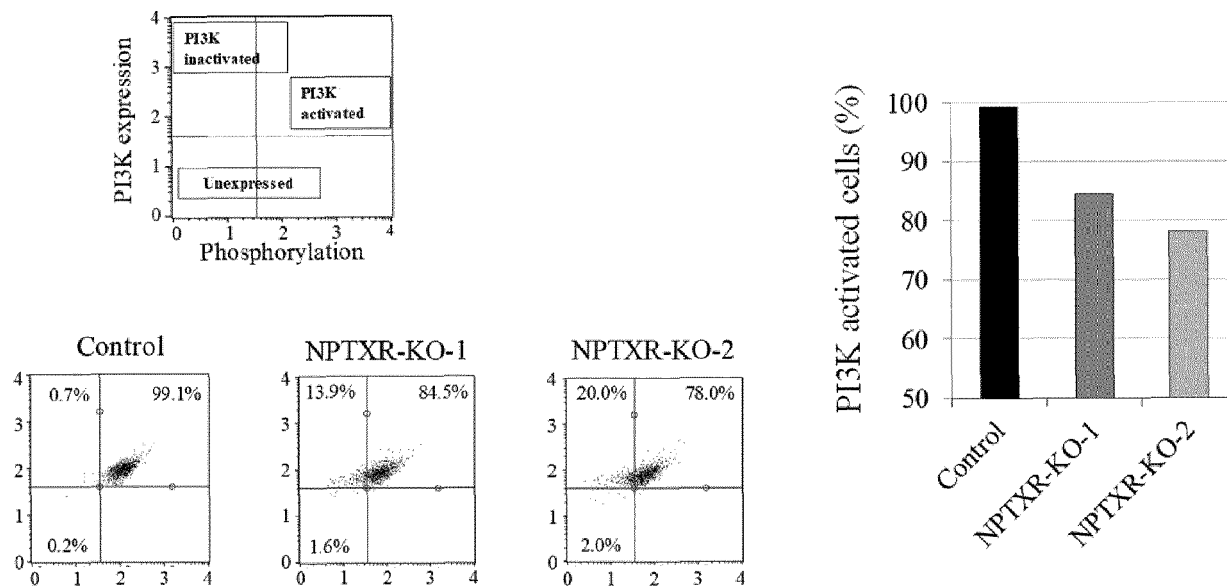 PI3K expression
4
3
2
1
0
PI3K
inactivated
PI3K
activated
Unexpressed
0 1 2 3 4
Phosphorylation
Control
4
3
2
1
0
0.7% 99.1%
0.2%
0 1 2 3 4
NPTXR-KO-1
4
3
2
1
0
13.9% 84.5%
1.6%
0 1 2 3 4
NPTXR-KO-2
4
3
2
1
0
20.0% 78.0%
2.0%
0 1 2 3 4
PI3K activated cells (%)
100
90
80
70
60
50
Control
NPTXR-KO-1
NPTXR-KO-2